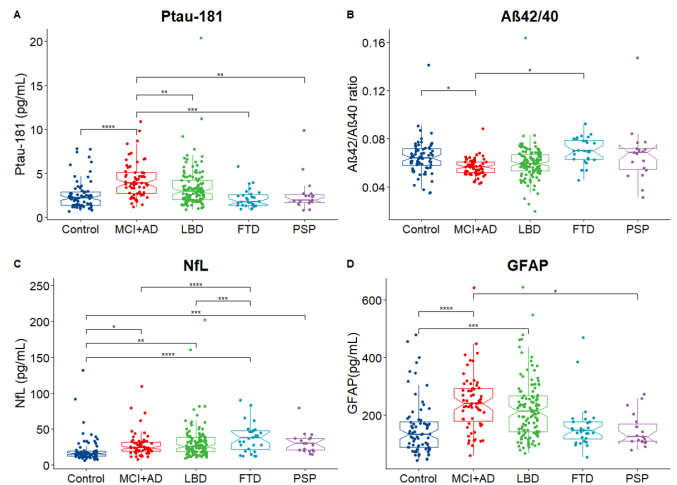 A
Ptau-181
Ptau-181 (pg/mL)
20
15
10
5
0
**
**
***
****
Control MCI+AD LBD FTD PSP
B
Aß42/40
Aß42/Aß40 ratio
0.16
0.12
0.08
0.04
*
*
Control MCI+AD LBD FTD PSP
C
NfL
NfL (pg/mL)
250
200
150
100
50
0
****
***
***
*
**
****
Control MCI+AD LBD FTD PSP
D
GFAP
GFAP(pg/mL)
600
400
200
*
****
***
Control MCI+AD LBD FTD PSP